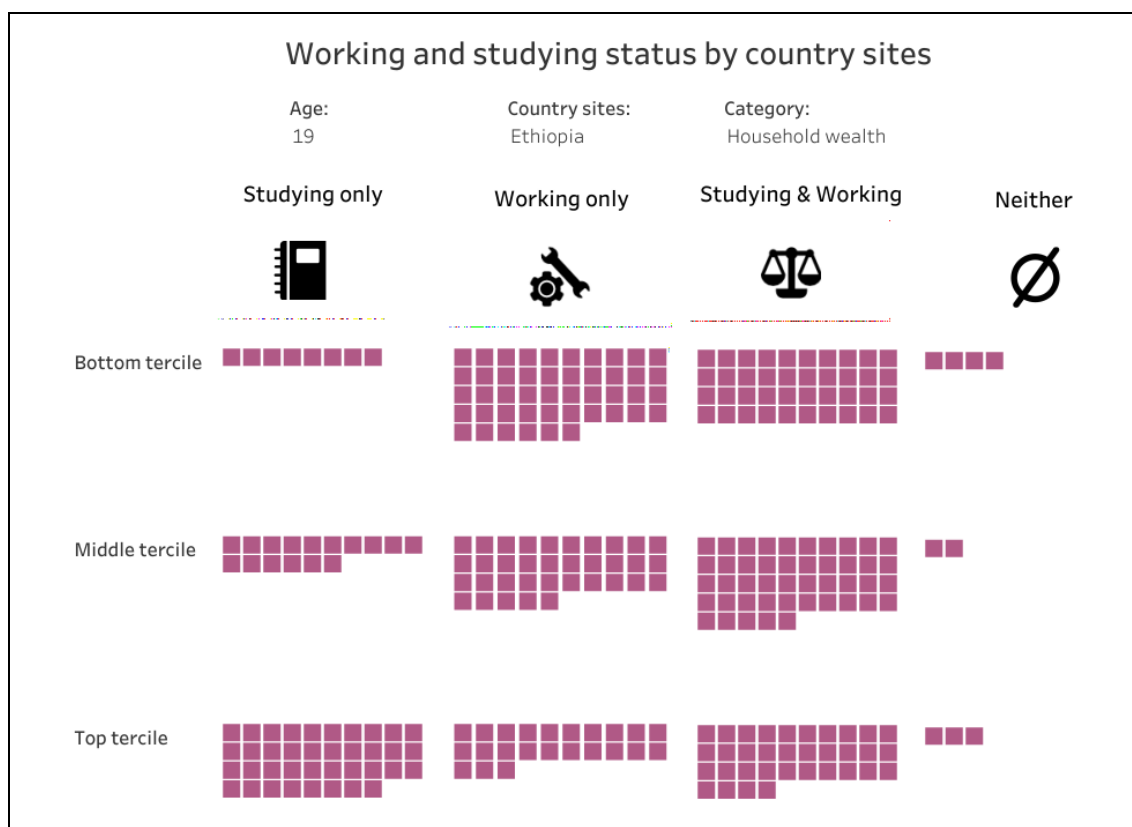 Working and studying status by country sites
Age:
19
Country sites:
Ethiopia
Category:
Household wealth
Studying only
Working only
Studying & Working
Neither
Bottom tercile
Middle tercile
Top tercile